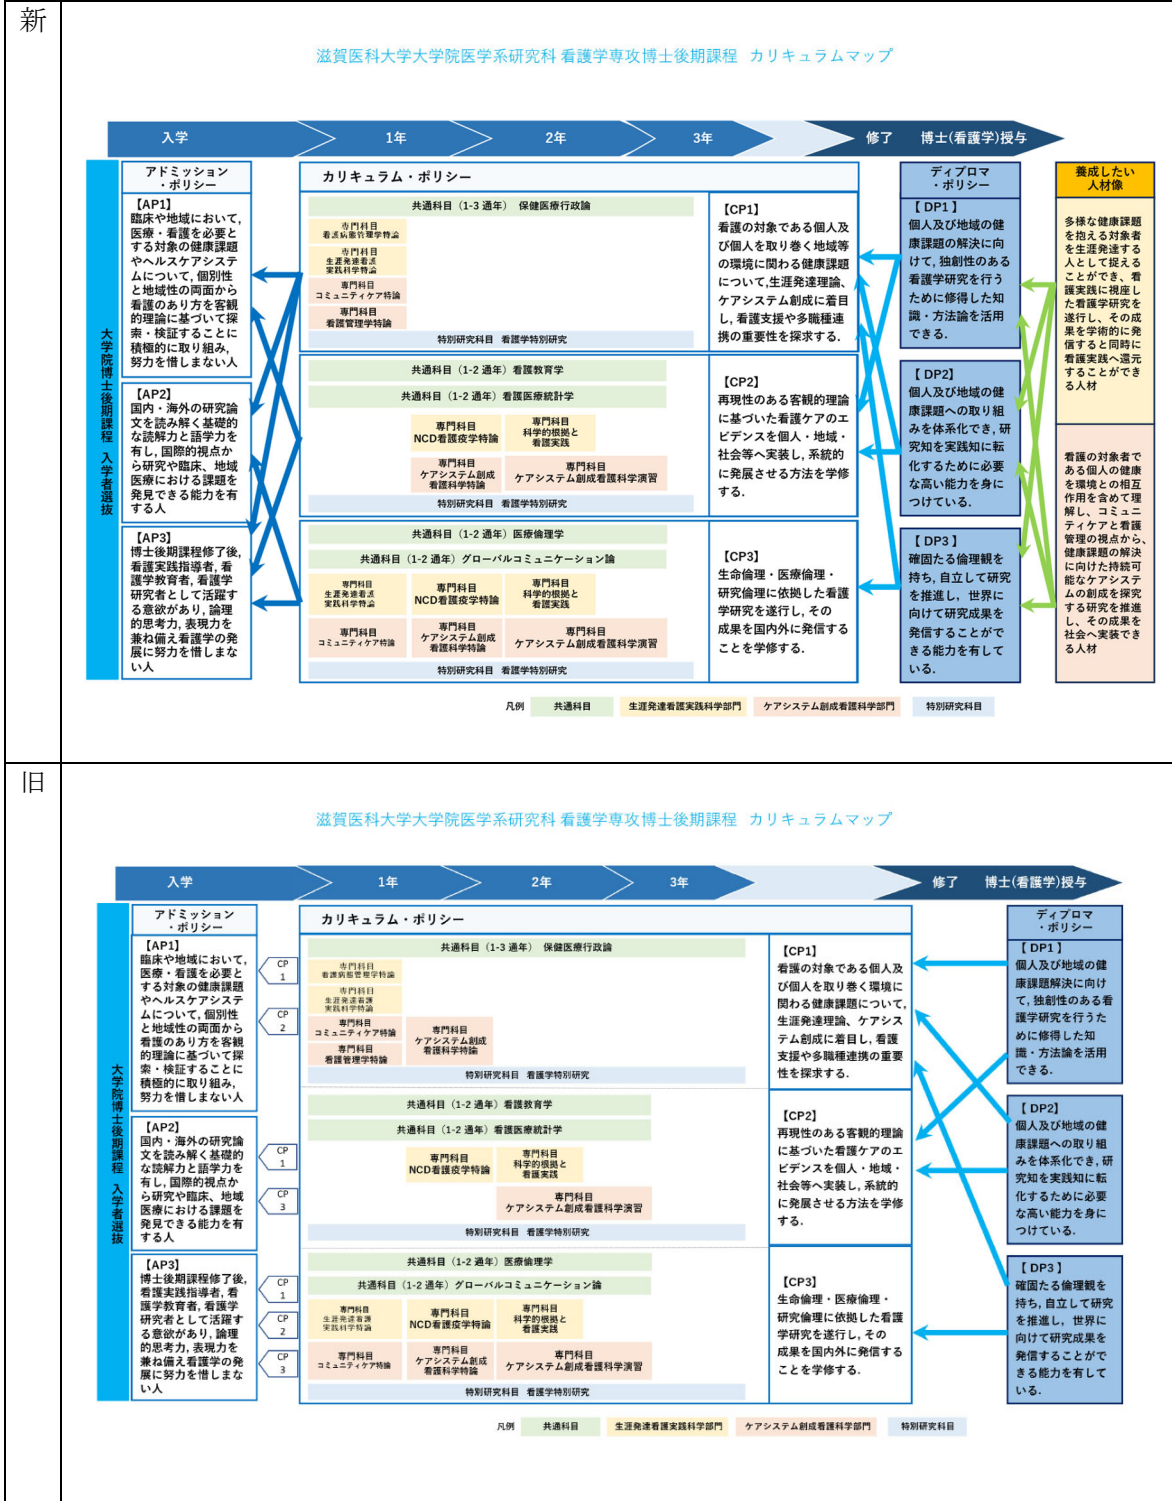 新
滋賀医科大学大学院医学系研究科 看護学専攻博士後期課程 カリキュラムマップ
入学
1年
2年
3年
修了 博士(看護学)授与
大学院博士後期課程 入学者選抜
アドミッション
・ポリシー
【AP1】
臨床や地域において,
医療・看護を必要と
する対象の健康課題
やヘルスケアシステ
ムについて, 個別性
と地域性の両面から
看護のあり方を客観
的理論に基づいて探
索・検証することに
積極的に取り組み,
努力を惜しまない人
【AP2】
国内・海外の研究論
文を読み解く基礎的
な読解力と語学力を
有し, 国際的視点か
ら研究や臨床、地域
医療における課題を
発見できる能力を有
する人
【AP3】
博士後期課程修了後,
看護実践指導者, 看
護学教育者, 看護学
研究者として活躍す
る意欲があり, 論理
的思考力, 表現力を
兼ね備え看護学の発
展に努力を惜しまな
い人
カリキュラム・ポリシー
共通科目（1-3 通年） 保健医療行政論
専門科目
看護病態管理学特論
専門科目
生涯発達看護
実践科学特論
専門科目
コミュニティケア特論
専門科目
看護管理学特論
特別研究科目 看護学特別研究
【CP1】
看護の対象である個人及
び個人を取り巻く地域等
の環境に関わる健康課題
について,生涯発達理論、
ケアシステム創成に着目
し, 看護支援や多職種連
携の重要性を探求する.
共通科目（1-2 通年）看護教育学
共通科目（1-2 通年）看護医療統計学
専門科目
NCD看護疫学特論
専門科目
科学的根拠と
看護実践
専門科目
ケアシステム創成
看護科学特論
専門科目
ケアシステム創成看護科学演習
特別研究科目 看護学特別研究
【CP2】
再現性のある客観的理論
に基づいた看護ケアのエ
ビデンスを個人・地域・
社会等へ実装し, 系統的
に発展させる方法を学修
する.
共通科目（1-2 通年）医療倫理学
共通科目（1-2 通年）グローバルコミュニケーション論
専門科目
生涯発達看護
実践科学特論
専門科目
NCD看護疫学特論
専門科目
科学的根拠と
看護実践
専門科目
コミュニティケア特論
専門科目
ケアシステム創成
看護科学特論
専門科目
ケアシステム創成看護科学演習
特別研究科目 看護学特別研究
【CP3】
生命倫理・医療倫理・
研究倫理に依拠した看護
学研究を遂行し, その
成果を国内外に発信する
ことを学修する.
ディプロマ
・ポリシー
【 DP1 】
個人及び地域の健
康課題の解決に向
けて, 独創性のある
看護学研究を行う
ために修得した知
識・方法論を活用
できる.
【DP2】
個人及び地域の健
康課題への取り組
みを体系化でき, 研
究知を実践知に転
化するために必要
な高い能力を身に
つけている.
【 DP3 】
確固たる倫理観を
持ち, 自立して研究
を推進し, 世界に
向けて研究成果を
発信することがで
きる能力を有して
いる.
養成したい
人材像
多様な健康課題
を抱える対象者
を生涯発達する
人として捉える
ことができ、看
護実践に視座し
た看護学研究を
遂行し、その成
果を学術的に発
信すると同時に
看護実践へ還元
することができ
る人材
看護の対象者で
ある個人の健康
を環境との相互
作用を含めて理
解し、コミュニ
ティケアと看護
管理の視点から、
健康課題の解決
に向けた持続可
能なケアシステ
ムの創成を探究
する研究を推進
し、その成果を
社会へ実装でき
る人材
凡例 共通科目 生涯発達看護実践科学部門 ケアシステム創成看護科学部門 特別研究科目
旧
滋賀医科大学大学院医学系研究科 看護学専攻博士後期課程 カリキュラムマップ
入学
1年
2年
3年
修了 博士(看護学)授与
大学院博士後期課程 入学者選抜
アドミッション
・ポリシー
【AP1】
臨床や地域において,
医療・看護を必要と
する対象の健康課題
やヘルスケアシステ
ムについて, 個別性
と地域性の両面から
看護のあり方を客観
的理論に基づいて探
索・検証することに
積極的に取り組み,
努力を惜しまない人
CP
1
CP
2
【AP2】
国内・海外の研究論
文を読み解く基礎的
な読解力と語学力を
有し, 国際的視点か
ら研究や臨床、地域
医療における課題を
発見できる能力を有
する人
CP
1
CP
3
【AP3】
博士後期課程修了後,
看護実践指導者, 看
護学教育者, 看護学
研究者として活躍す
る意欲があり, 論理
的思考力, 表現力を
兼ね備え看護学の発
展に努力を惜しまな
い人
CP
1
CP
2
CP
3
カリキュラム・ポリシー
共通科目（1-3 通年） 保健医療行政論
専門科目
看護病態管理学特論
専門科目
生涯発達看護
実践科学特論
専門科目
コミュニティケア特論
専門科目
看護管理学特論
専門科目
ケアシステム創成
看護科学特論
特別研究科目 看護学特別研究
【CP1】
看護の対象である個人及
び個人を取り巻く環境に
関わる健康課題について,
生涯発達理論、ケアシス
テム創成に着目し, 看護
支援や多職種連携の重要
性を探求する.
共通科目（1-2 通年）看護教育学
共通科目（1-2 通年）看護医療統計学
専門科目
NCD看護疫学特論
専門科目
科学的根拠と
看護実践
専門科目
ケアシステム創成看護科学演習
特別研究科目 看護学特別研究
【CP2】
再現性のある客観的理論
に基づいた看護ケアのエ
ビデンスを個人・地域・
社会等へ実装し, 系統的
に発展させる方法を学修
する.
共通科目（1-2 通年）医療倫理学
共通科目（1-2 通年）グローバルコミュニケーション論
専門科目
生涯発達看護
実践科学特論
専門科目
NCD看護疫学特論
専門科目
科学的根拠と
看護実践
専門科目
コミュニティケア特論
専門科目
ケアシステム創成
看護科学特論
専門科目
ケアシステム創成看護科学演習
特別研究科目 看護学特別研究
【CP3】
生命倫理・医療倫理・
研究倫理に依拠した看護
学研究を遂行し, その
成果を国内外に発信する
ことを学修する.
ディプロマ
・ポリシー
【 DP1 】
個人及び地域の健
康課題解決に向け
て, 独創性のある看
護学研究を行うた
めに修得した知
識・方法論を活用
できる.
【 DP2】
個人及び地域の健
康課題への取り組
みを体系化でき, 研
究知を実践知に転
化するために必要
な高い能力を身に
つけている.
【 DP3 】
確固たる倫理観を
持ち, 自立して研究
を推進し, 世界に
向けて研究成果を
発信することがで
きる能力を有して
いる.
凡例 共通科目 生涯発達看護実践科学部門 ケアシステム創成看護科学部門 特別研究科目